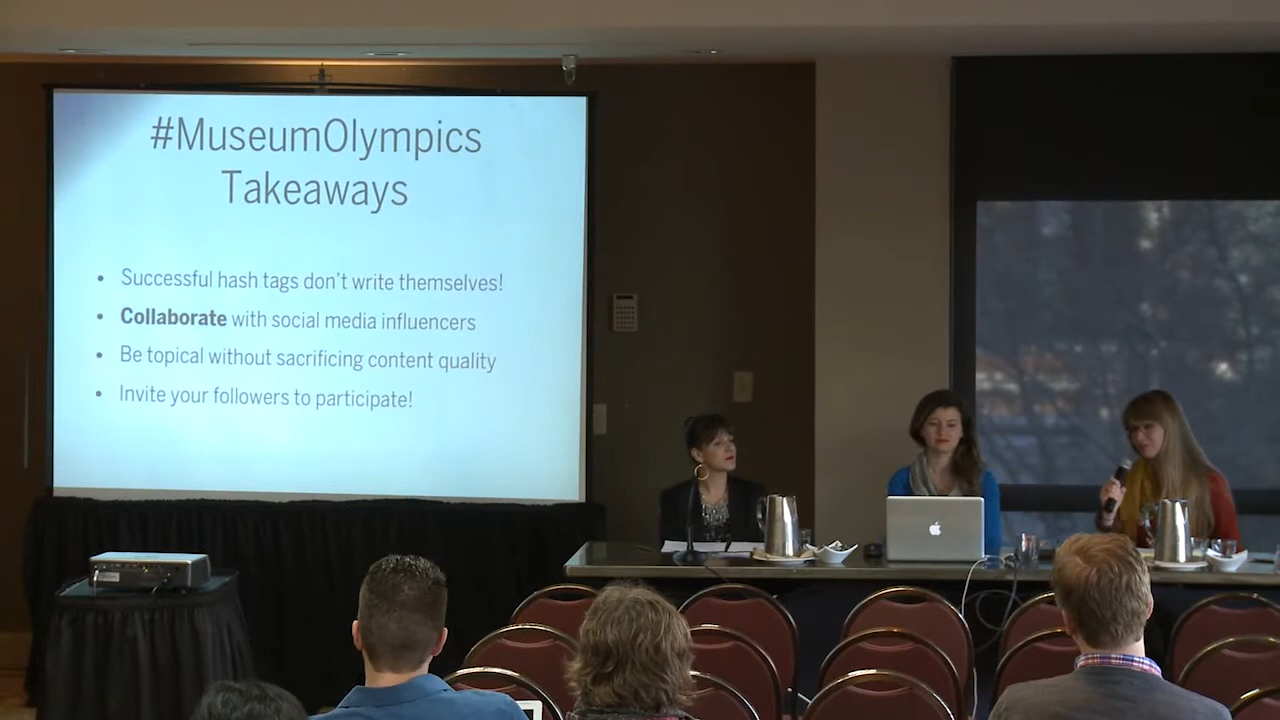 #MuseumOlympics
Takeaways
• Successful hash tags don't write themselves!
• Collaborate with social media influencers
• Be topical without sacrificing content quality
• Invite your followers to participate!